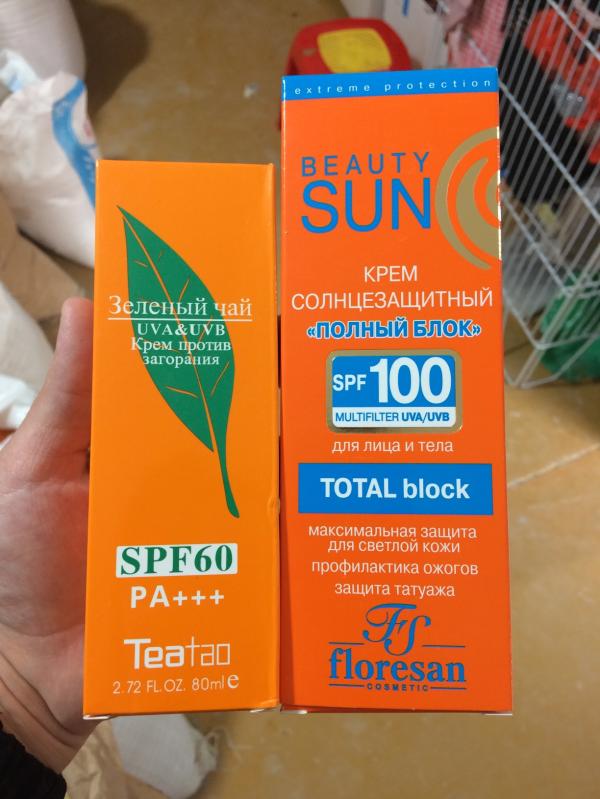 Зеленый чай
UVA&UVB
Крем против
загорания
SPF60
PA+++
Teatao
2.72 FL.OZ. 80ml e
extreme protection
BEAUTY
SUN
КРЕМ
СОЛНЦЕЗАЩИТНЫЙ
«ПОЛНЫЙ БЛОК»
SPF 100
MULTIFILTER UVA/UVB
для лица и тела
TOTAL block
максимальная защита
для светлой кожи
профилактика ожогов
защита татуажа
FS
floresan
COSMETIC